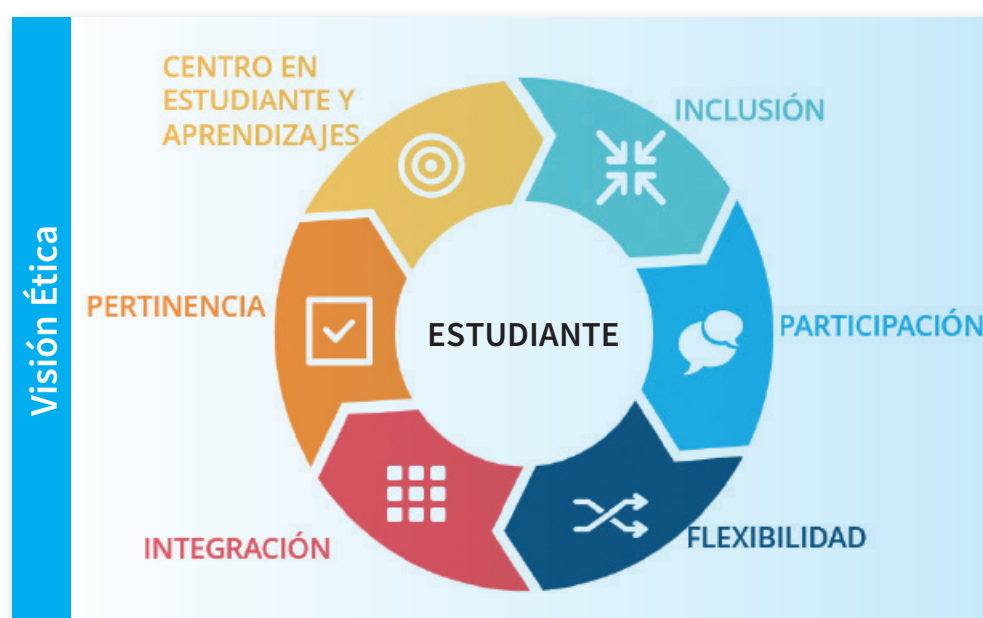 Visión Ética
CENTRO EN
ESTUDIANTE Y
APRENDIZAJES
INCLUSIÓN
PERTINENCIA
ESTUDIANTE
PARTICIPACIÓN
INTEGRACIÓN
FLEXIBILIDAD